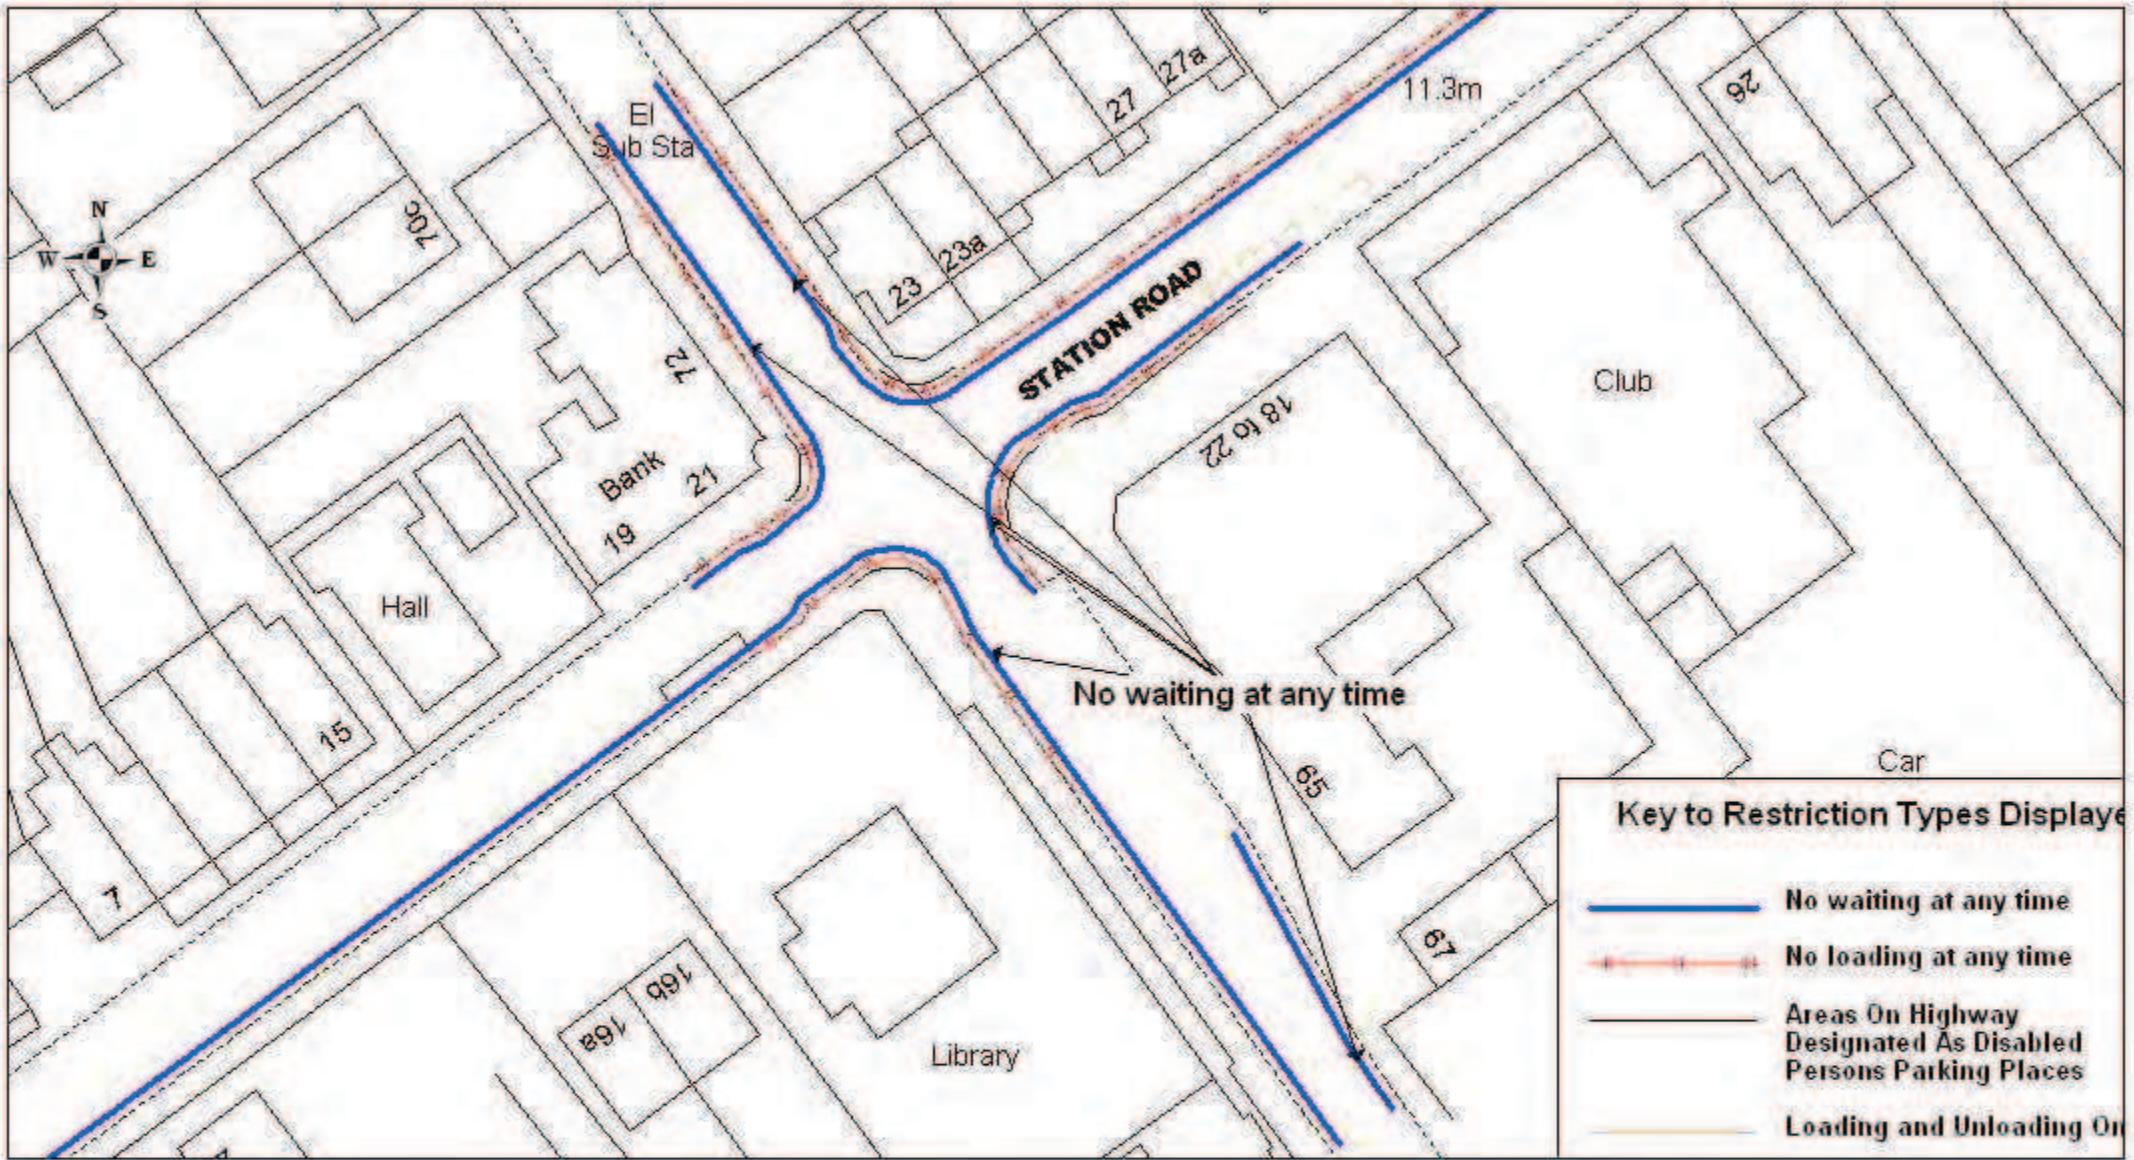 El
Sub Sta
27a
27
11.3m
26
70c
N
W E
S
23a
23
STATION ROAD
72
Club
18 to 22
Bank
21
19
Hall
No waiting at any time
15
65
Car
7
67
16b
16a
Library
Key to Restriction Types Displaye
No waiting at any time
No loading at any time
Areas On Highway
Designated As Disabled
Persons Parking Places
Loading and Unloading On